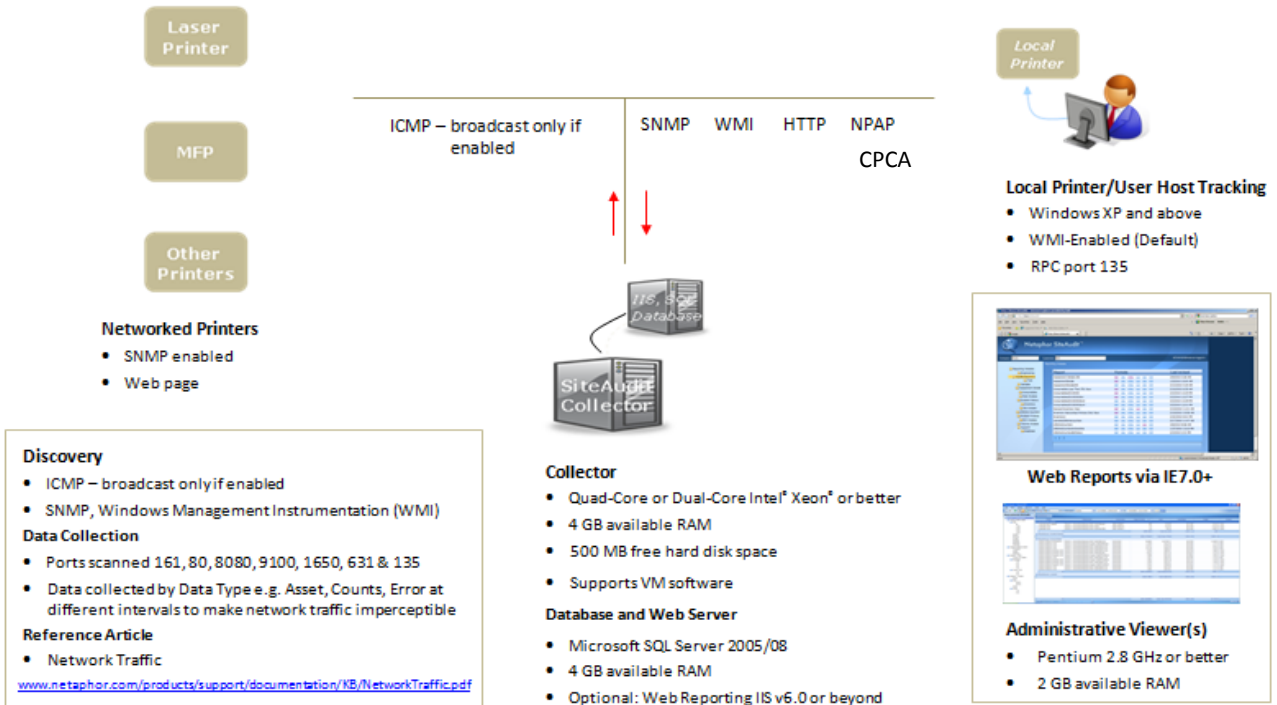 Laser
Printer
MFP
Other
Printers
Networked Printers
• SNMP enabled
• Web page
ICMP – broadcast only if
enabled
SNMP WMI HTTP NPAP
CPCA
IIS, SQL
Database
SiteAudit
Collector
Local
Printer
Local Printer/User Host Tracking
• Windows XP and above
• WMI-Enabled (Default)
• RPC port 135
Discovery
• ICMP – broadcast only if enabled
• SNMP, Windows Management Instrumentation (WMI)
Data Collection
• Ports scanned 161, 80, 8080, 9100, 1650, 631 & 135
• Data collected by Data Type e.g. Asset, Counts, Error at
different intervals to make network traffic imperceptible
Reference Article
• Network Traffic
www.netaphor.com/products/support/documentation/KB/NetworkTraffic.pdf
Collector
• Quad-Core or Dual-Core Intel® Xeon® or better
• 4 GB available RAM
• 500 MB free hard disk space
• Supports VM software
Database and Web Server
• Microsoft SQL Server 2005/08
• 4 GB available RAM
• Optional: Web Reporting IIS v6.0 or beyond
Netaphor SiteAudit
Web Reports via IE7.0+
Administrative Viewer(s)
• Pentium 2.8 GHz or better
• 2 GB available RAM